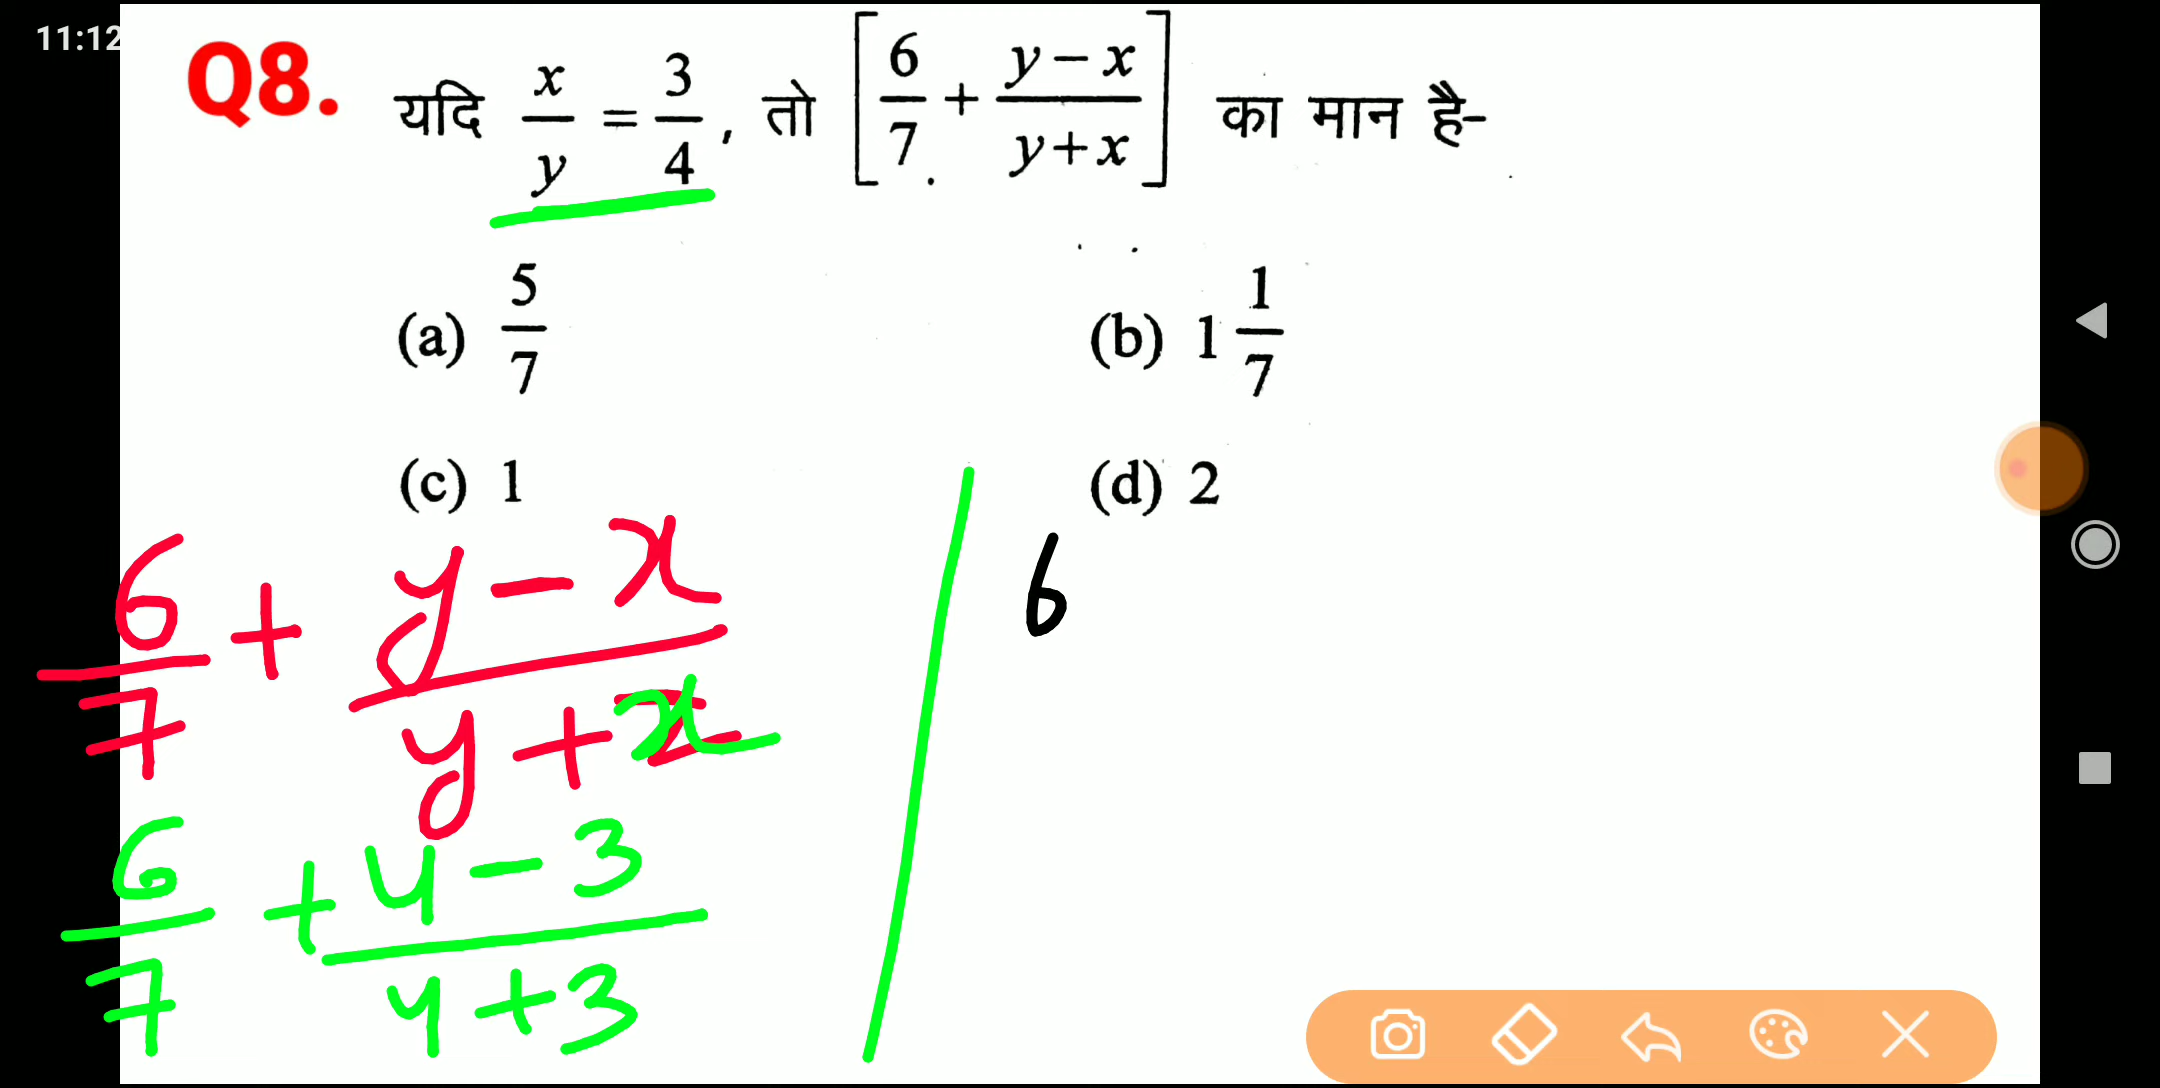 11:12
Q8. यदि x/y = 3/4, तो [6/7 + y−x/y+x] का मान है-
(a) 5/7 (b) 1 1/7
(c) 1 (d) 2
6/7 + y−x/y+x
6
6/7 + 4−3/4+3